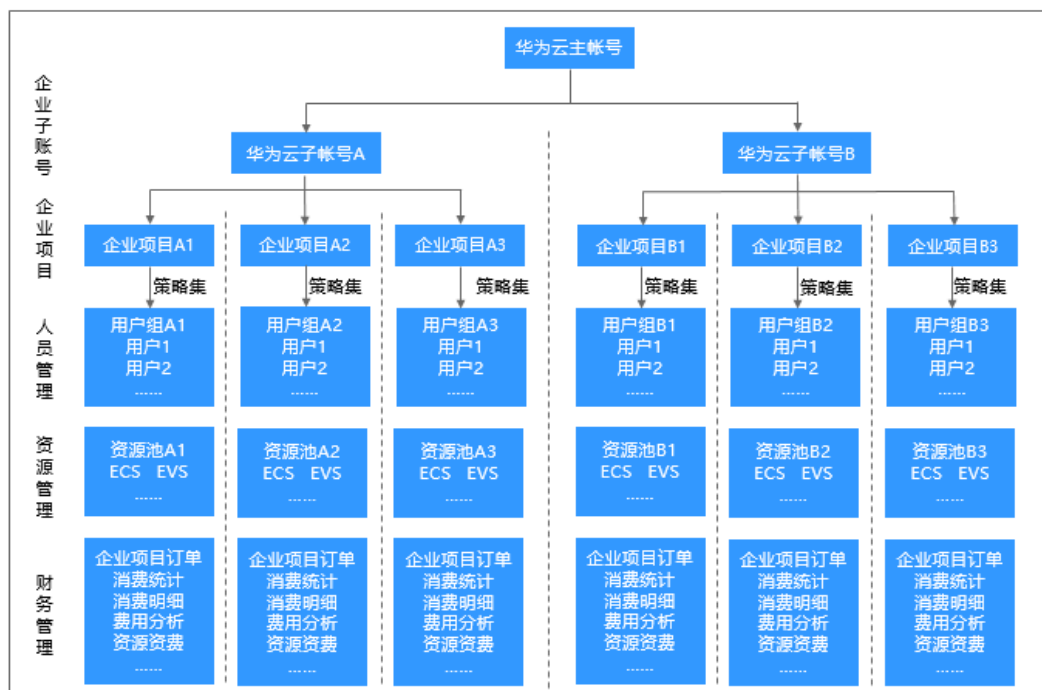 华为云主帐号
企业子账号
华为云子帐号A
华为云子帐号B
企业项目
企业项目A1
企业项目A2
企业项目A3
企业项目B1
企业项目B2
企业项目B3
策略集
策略集
策略集
策略集
策略集
策略集
人员管理
用户组A1
用户1
用户2
......
用户组A2
用户1
用户2
......
用户组A3
用户1
用户2
......
用户组B1
用户1
用户2
......
用户组B2
用户1
用户2
......
用户组B3
用户1
用户2
......
资源管理
资源池A1
ECS EVS
......
资源池A2
ECS EVS
......
资源池A3
ECS EVS
......
资源池B1
ECS EVS
......
资源池B2
ECS EVS
......
资源池B3
ECS EVS
......
财务管理
企业项目订单
消费统计
消费明细
费用分析
资源资费
......
企业项目订单
消费统计
消费明细
费用分析
资源资费
......
企业项目订单
消费统计
消费明细
费用分析
资源资费
......
企业项目订单
消费统计
消费明细
费用分析
资源资费
......
企业项目订单
消费统计
消费明细
费用分析
资源资费
......
企业项目订单
消费统计
消费明细
费用分析
资源资费
......